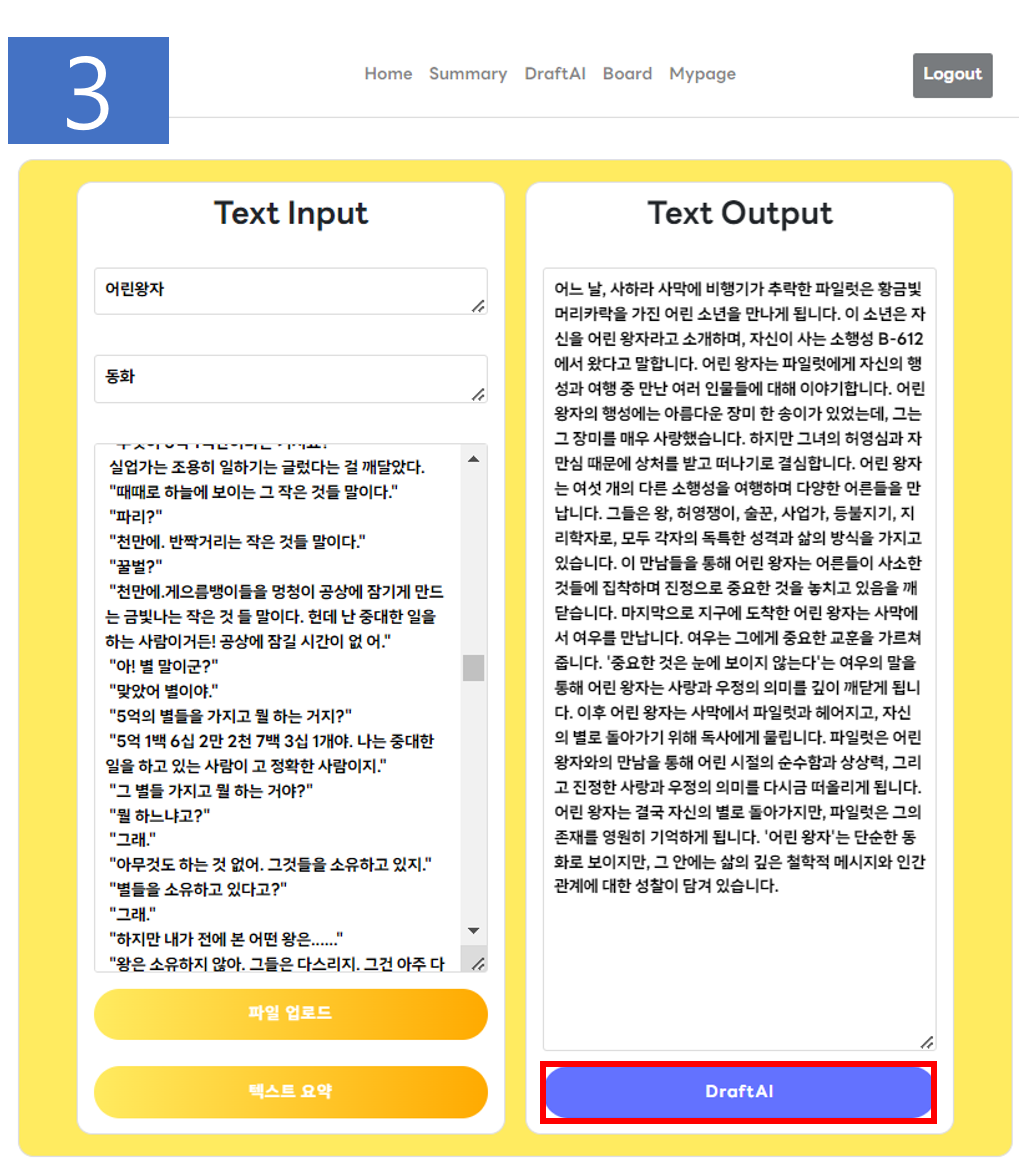 3
Home Summary DraftAI Board Mypage
Logout
Text Input
어린왕자
동화
실업가는 조용히 일하기는 글렀다는 걸 깨달았다.
"때때로 하늘에 보이는 그 작은 것들 말이다."
"파리?"
"천만에. 반짝거리는 작은 것들 말이다."
"꿀벌?"
"천만에.게으름뱅이들을 멍청이 공상에 잠기게 만드
는 금빛나는 작은 것 들 말이다. 헌데 난 중대한 일을
하는 사람이거든! 공상에 잠길 시간이 없 어."
"아! 별 말이군?"
"맞았어 별이야."
"5억의 별들을 가지고 뭘 하는 거지?"
"5억 1백 6십 2만 2천 7백 3십 1개야. 나는 중대한
일을 하고 있는 사람이 고 정확한 사람이지."
"그 별들 가지고 뭘 하는 거야?"
"뭘 하느냐고?"
"그래."
"아무것도 하는 것 없어. 그것들을 소유하고 있지."
"별들을 소유하고 있다고?"
"그래."
"하지만 내가 전에 본 어떤 왕은......"
"왕은 소유하지 않아. 그들은 다스리지. 그건 아주 다
파일 업로드
텍스트 요약
Text Output
어느 날, 사하라 사막에 비행기가 추락한 파일럿은 황금빛
머리카락을 가진 어린 소년을 만나게 됩니다. 이 소년은 자
신을 어린 왕자라고 소개하며, 자신이 사는 소행성 B-612
에서 왔다고 말합니다. 어린 왕자는 파일럿에게 자신의 행
성과 여행 중 만난 여러 인물들에 대해 이야기합니다. 어린
왕자의 행성에는 아름다운 장미 한 송이가 있었는데, 그는
그 장미를 매우 사랑했습니다. 하지만 그녀의 허영심과 자
만심 때문에 상처를 받고 떠나기로 결심합니다. 어린 왕자
는 여섯 개의 다른 소행성을 여행하며 다양한 어른들을 만
납니다. 그들은 왕, 허영쟁이, 술꾼, 사업가, 등불지기, 지
리학자로, 모두 각자의 독특한 성격과 삶의 방식을 가지고
있습니다. 이 만남들을 통해 어린 왕자는 어른들이 사소한
것들에 집착하며 진정으로 중요한 것을 놓치고 있음을 깨
닫습니다. 마지막으로 지구에 도착한 어린 왕자는 사막에
서 여우를 만납니다. 여우는 그에게 중요한 교훈을 가르쳐
줍니다. '중요한 것은 눈에 보이지 않는다'는 여우의 말을
통해 어린 왕자는 사랑과 우정의 의미를 깊이 깨닫게 됩니
다. 이후 어린 왕자는 사막에서 파일럿과 헤어지고, 자신
의 별로 돌아가기 위해 독사에게 물립니다. 파일럿은 어린
왕자와의 만남을 통해 어린 시절의 순수함과 상상력, 그리
고 진정한 사랑과 우정의 의미를 다시금 떠올리게 됩니다.
어린 왕자는 결국 자신의 별로 돌아가지만, 파일럿은 그의
존재를 영원히 기억하게 됩니다. '어린 왕자'는 단순한 동
화로 보이지만, 그 안에는 삶의 깊은 철학적 메시지와 인간
관계에 대한 성찰이 담겨 있습니다.
DraftAI